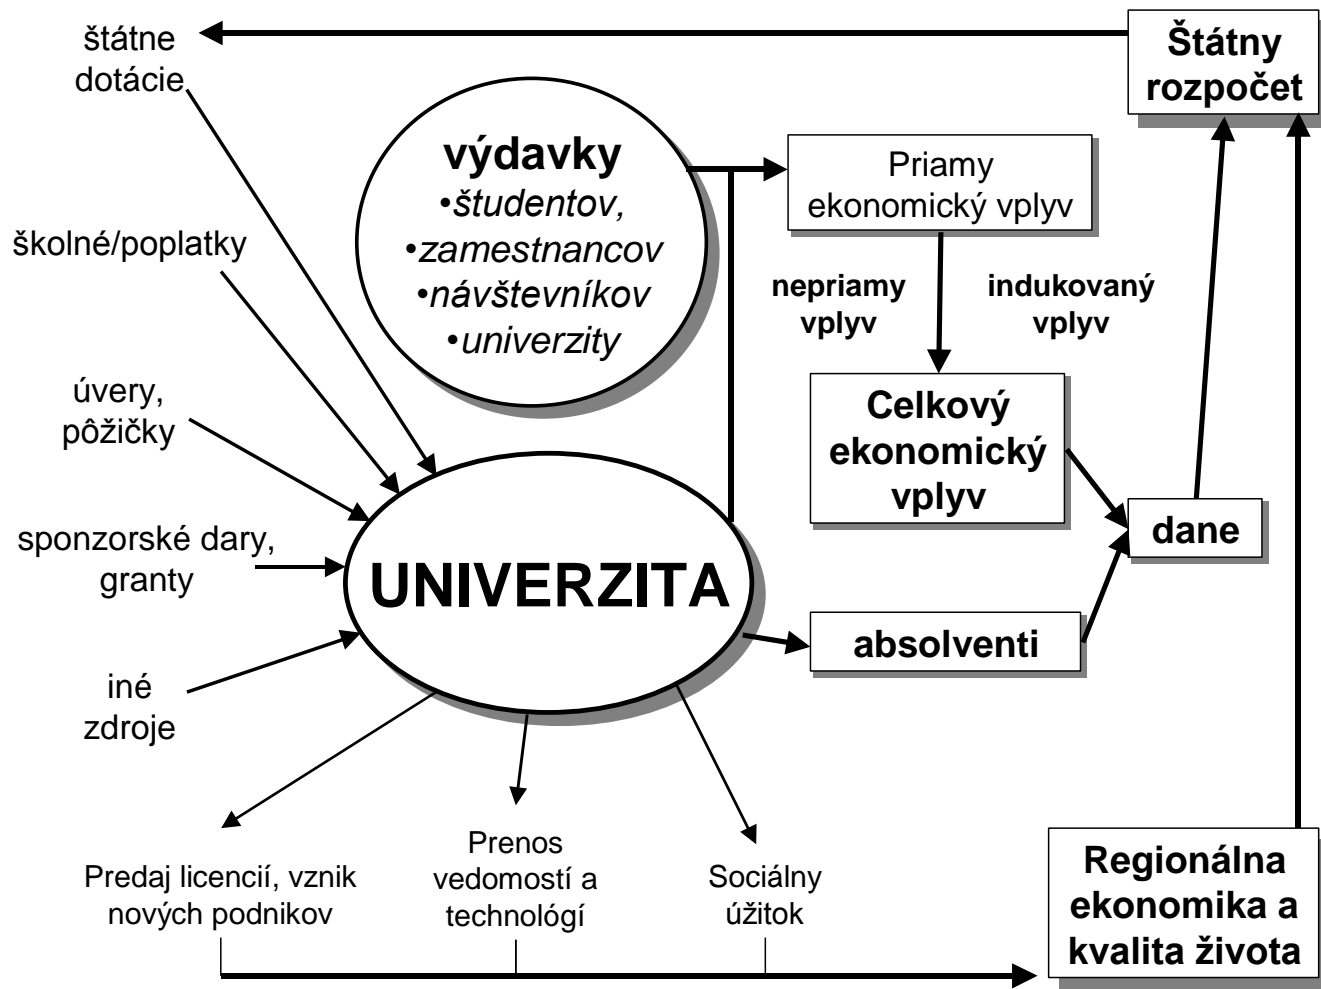 štátne
dotácie
Štátny
rozpočet
výdavky
•študentov,
•zamestnancov
•návštevníkov
•univerzity
Priamy
ekonomický vplyv
školné/poplatky
nepriamy
vplyv
indukovaný
vplyv
úvery,
pôžičky
Celkový
ekonomický
vplyv
dane
sponzorské dary,
granty
UNIVERZITA
absolventi
iné
zdroje
Predaj licencií, vznik
nových podnikov
Prenos
vedomostí a
technológí
Sociálny
úžitok
Regionálna
ekonomika a
kvalita života